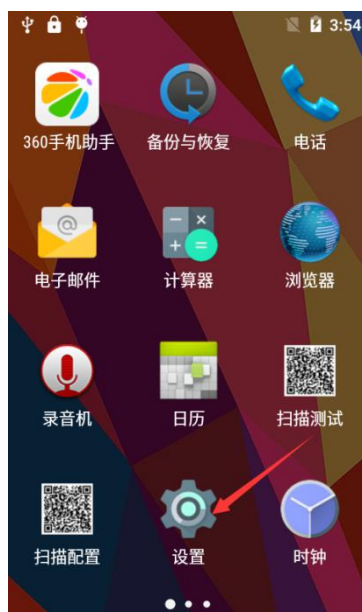 3:54
360手机助手 备份与恢复 电话
@
电子邮件 计算器 浏览器
录音机 日历 扫描测试
扫描配置 设置 时钟